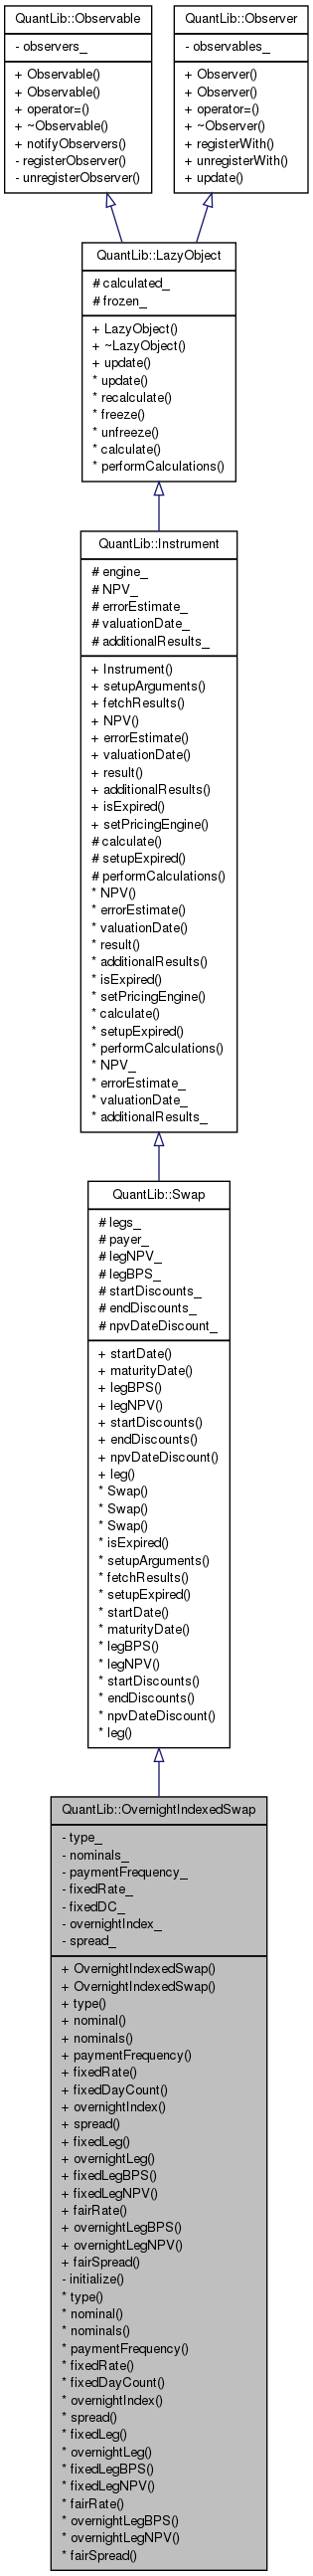 QuantLib::Observable
- observers_
+ Observable()
+ Observable()
+ operator=()
+ ~Observable()
+ notifyObservers()
- registerObserver()
- unregisterObserver()
QuantLib::Observer
- observables_
+ Observer()
+ Observer()
+ operator=()
+ ~Observer()
+ registerWith()
+ unregisterWith()
+ update()
QuantLib::LazyObject
# calculated_
# frozen_
+ LazyObject()
+ ~LazyObject()
+ update()
* update()
* recalculate()
* freeze()
* unfreeze()
* calculate()
* performCalculations()
QuantLib::Instrument
# engine_
# NPV_
# errorEstimate_
# valuationDate_
# additionalResults_
+ Instrument()
+ setupArguments()
+ fetchResults()
+ NPV()
+ errorEstimate()
+ valuationDate()
+ result()
+ additionalResults()
+ isExpired()
+ setPricingEngine()
# calculate()
# setupExpired()
# performCalculations()
* NPV()
* errorEstimate()
* valuationDate()
* result()
* additionalResults()
* isExpired()
* setPricingEngine()
* calculate()
* setupExpired()
* performCalculations()
* NPV_
* errorEstimate_
* valuationDate_
* additionalResults_
QuantLib::Swap
# legs_
# payer_
# legNPV_
# legBPS_
# startDiscounts_
# endDiscounts_
# npvDateDiscount_
+ startDate()
+ maturityDate()
+ legBPS()
+ legNPV()
+ startDiscounts()
+ endDiscounts()
+ npvDateDiscount()
+ leg()
* Swap()
* Swap()
* Swap()
* isExpired()
* setupArguments()
* fetchResults()
* setupExpired()
* startDate()
* maturityDate()
* legBPS()
* legNPV()
* startDiscounts()
* endDiscounts()
* npvDateDiscount()
* leg()
QuantLib::OvernightIndexedSwap
- type_
- nominals_
- paymentFrequency_
- fixedRate_
- fixedDC_
- overnightIndex_
- spread_
+ OvernightIndexedSwap()
+ OvernightIndexedSwap()
+ type()
+ nominal()
+ nominals()
+ paymentFrequency()
+ fixedRate()
+ fixedDayCount()
+ overnightIndex()
+ spread()
+ fixedLeg()
+ overnightLeg()
+ fixedLegBPS()
+ fixedLegNPV()
+ fairRate()
+ overnightLegBPS()
+ overnightLegNPV()
+ fairSpread()
- initialize()
* type()
* nominal()
* nominals()
* paymentFrequency()
* fixedRate()
* fixedDayCount()
* overnightIndex()
* spread()
* fixedLeg()
* overnightLeg()
* fixedLegBPS()
* fixedLegNPV()
* fairRate()
* overnightLegBPS()
* overnightLegNPV()
* fairSpread()